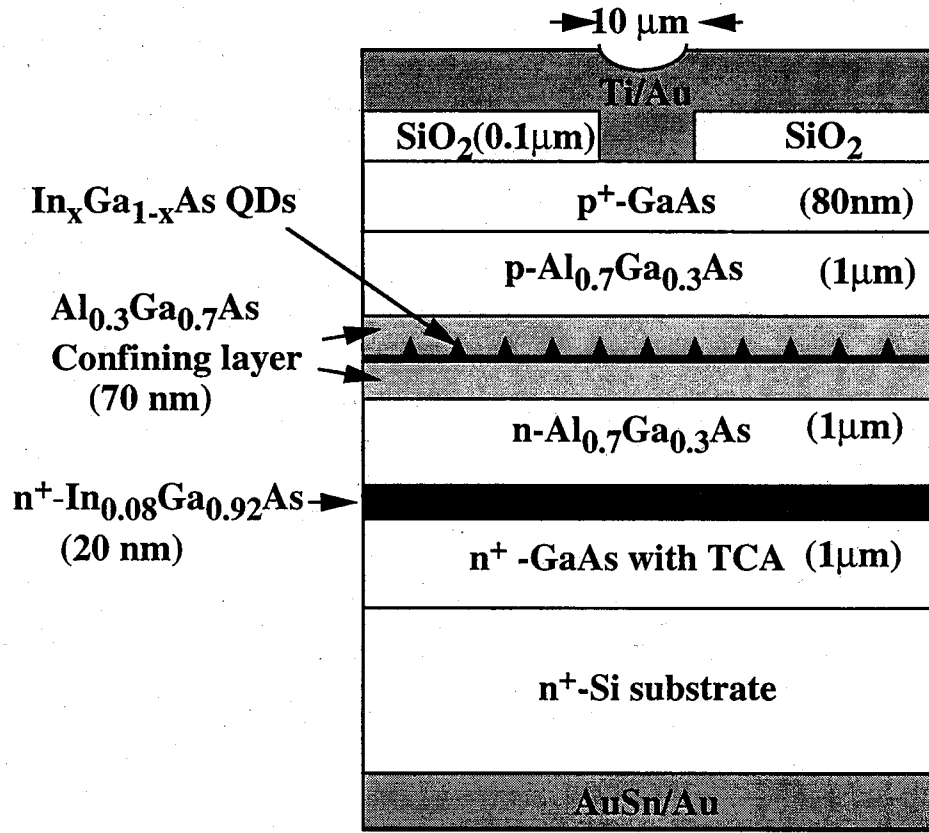 10 μm
Ti/Au
SiO₂(0.1μm) SiO₂
InₓGa₁₋ₓAs QDs
p⁺-GaAs (80nm)
p-Al₀.₇Ga₀.₃As (1μm)
Al₀.₃Ga₀.₇As
Confining layer
(70 nm)
n-Al₀.₇Ga₀.₃As (1μm)
n⁺-In₀.₀₈Ga₀.₉₂As
(20 nm)
n⁺ -GaAs with TCA (1μm)
n⁺-Si substrate
AuSn/Au